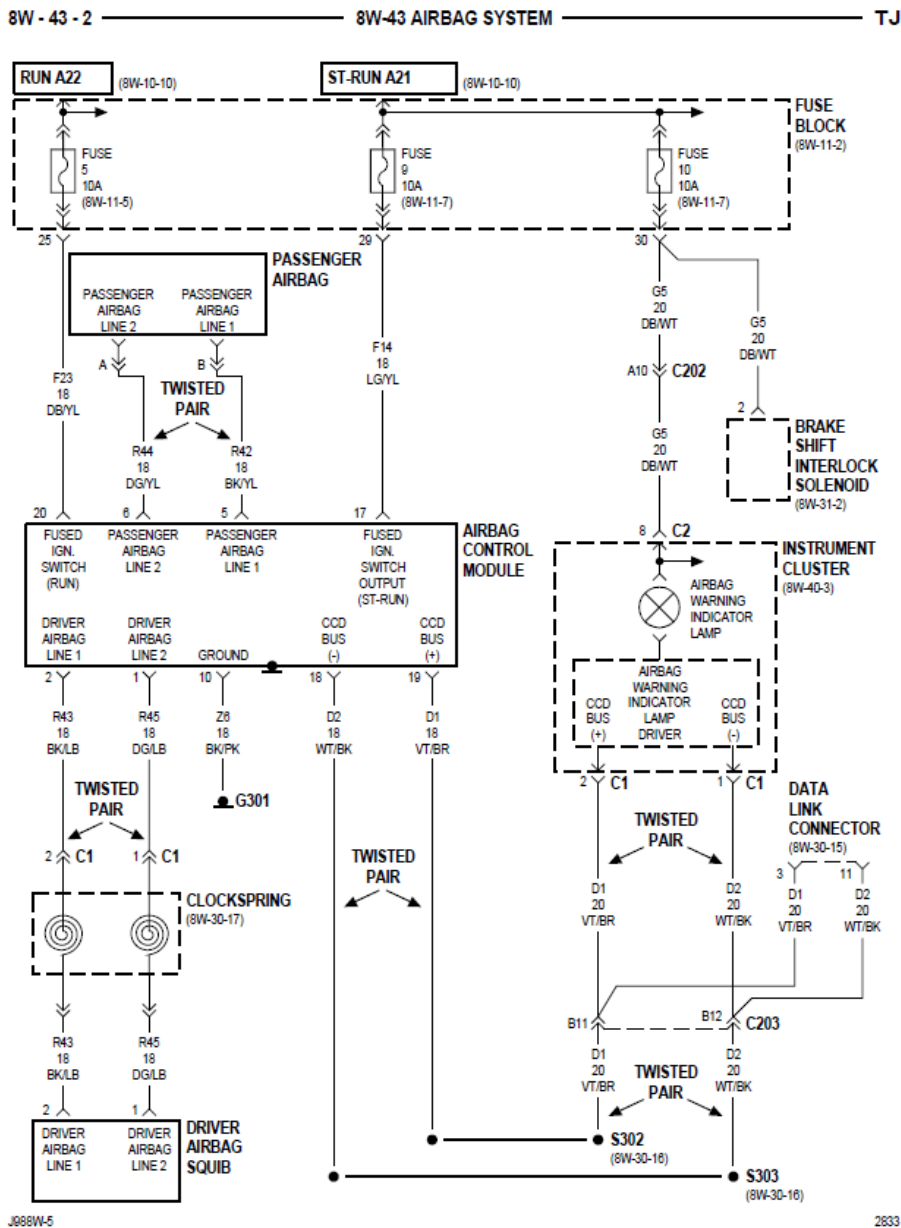 8W - 43 - 2
8W-43 AIRBAG SYSTEM
TJ
RUN A22
(8W-10-10)
ST-RUN A21
(8W-10-10)
FUSE
BLOCK
(8W-11-2)
FUSE
5
10A
(8W-11-5)
FUSE
9
10A
(8W-11-7)
FUSE
10
10A
(8W-11-7)
25
29
30
PASSENGER
AIRBAG
PASSENGER
AIRBAG
LINE 2
PASSENGER
AIRBAG
LINE 1
A
B
TWISTED
PAIR
F23
18
DB/YL
R44
18
DG/YL
R42
18
BK/YL
F14
18
LG/YL
G5
20
DB/WT
G5
20
DB/WT
A10
C202
G5
20
DB/WT
2
BRAKE
SHIFT
INTERLOCK
SOLENOID
(8W-31-2)
20
6
5
17
8
C2
FUSED
IGN.
SWITCH
(RUN)
PASSENGER
AIRBAG
LINE 2
PASSENGER
AIRBAG
LINE 1
FUSED
IGN.
SWITCH
OUTPUT
(ST-RUN)
AIRBAG
CONTROL
MODULE
DRIVER
AIRBAG
LINE 1
DRIVER
AIRBAG
LINE 2
GROUND
CCD
BUS
(-)
CCD
BUS
(+)
INSTRUMENT
CLUSTER
(8W-40-3)
AIRBAG
WARNING
INDICATOR
LAMP
AIRBAG
WARNING
INDICATOR
LAMP
DRIVER
CCD
BUS
(+)
CCD
BUS
(-)
2
1
10
18
19
R43
18
BK/LB
R45
18
DG/LB
Z6
18
BK/PK
D2
18
WT/BK
D1
18
VT/BR
G301
TWISTED
PAIR
2
C1
1
C1
CLOCKSPRING
(8W-30-17)
TWISTED
PAIR
2
C1
1
C1
TWISTED
PAIR
DATA
LINK
CONNECTOR
(8W-30-15)
3
11
D1
20
VT/BR
D2
20
WT/BK
D1
20
VT/BR
D2
20
WT/BK
B11
B12
C203
D1
20
VT/BR
D2
20
WT/BK
TWISTED
PAIR
S302
(8W-30-16)
S303
(8W-30-16)
R43
18
BK/LB
R45
18
DG/LB
2
1
DRIVER
AIRBAG
LINE 1
DRIVER
AIRBAG
LINE 2
DRIVER
AIRBAG
SQUIB
J988W-5
2833